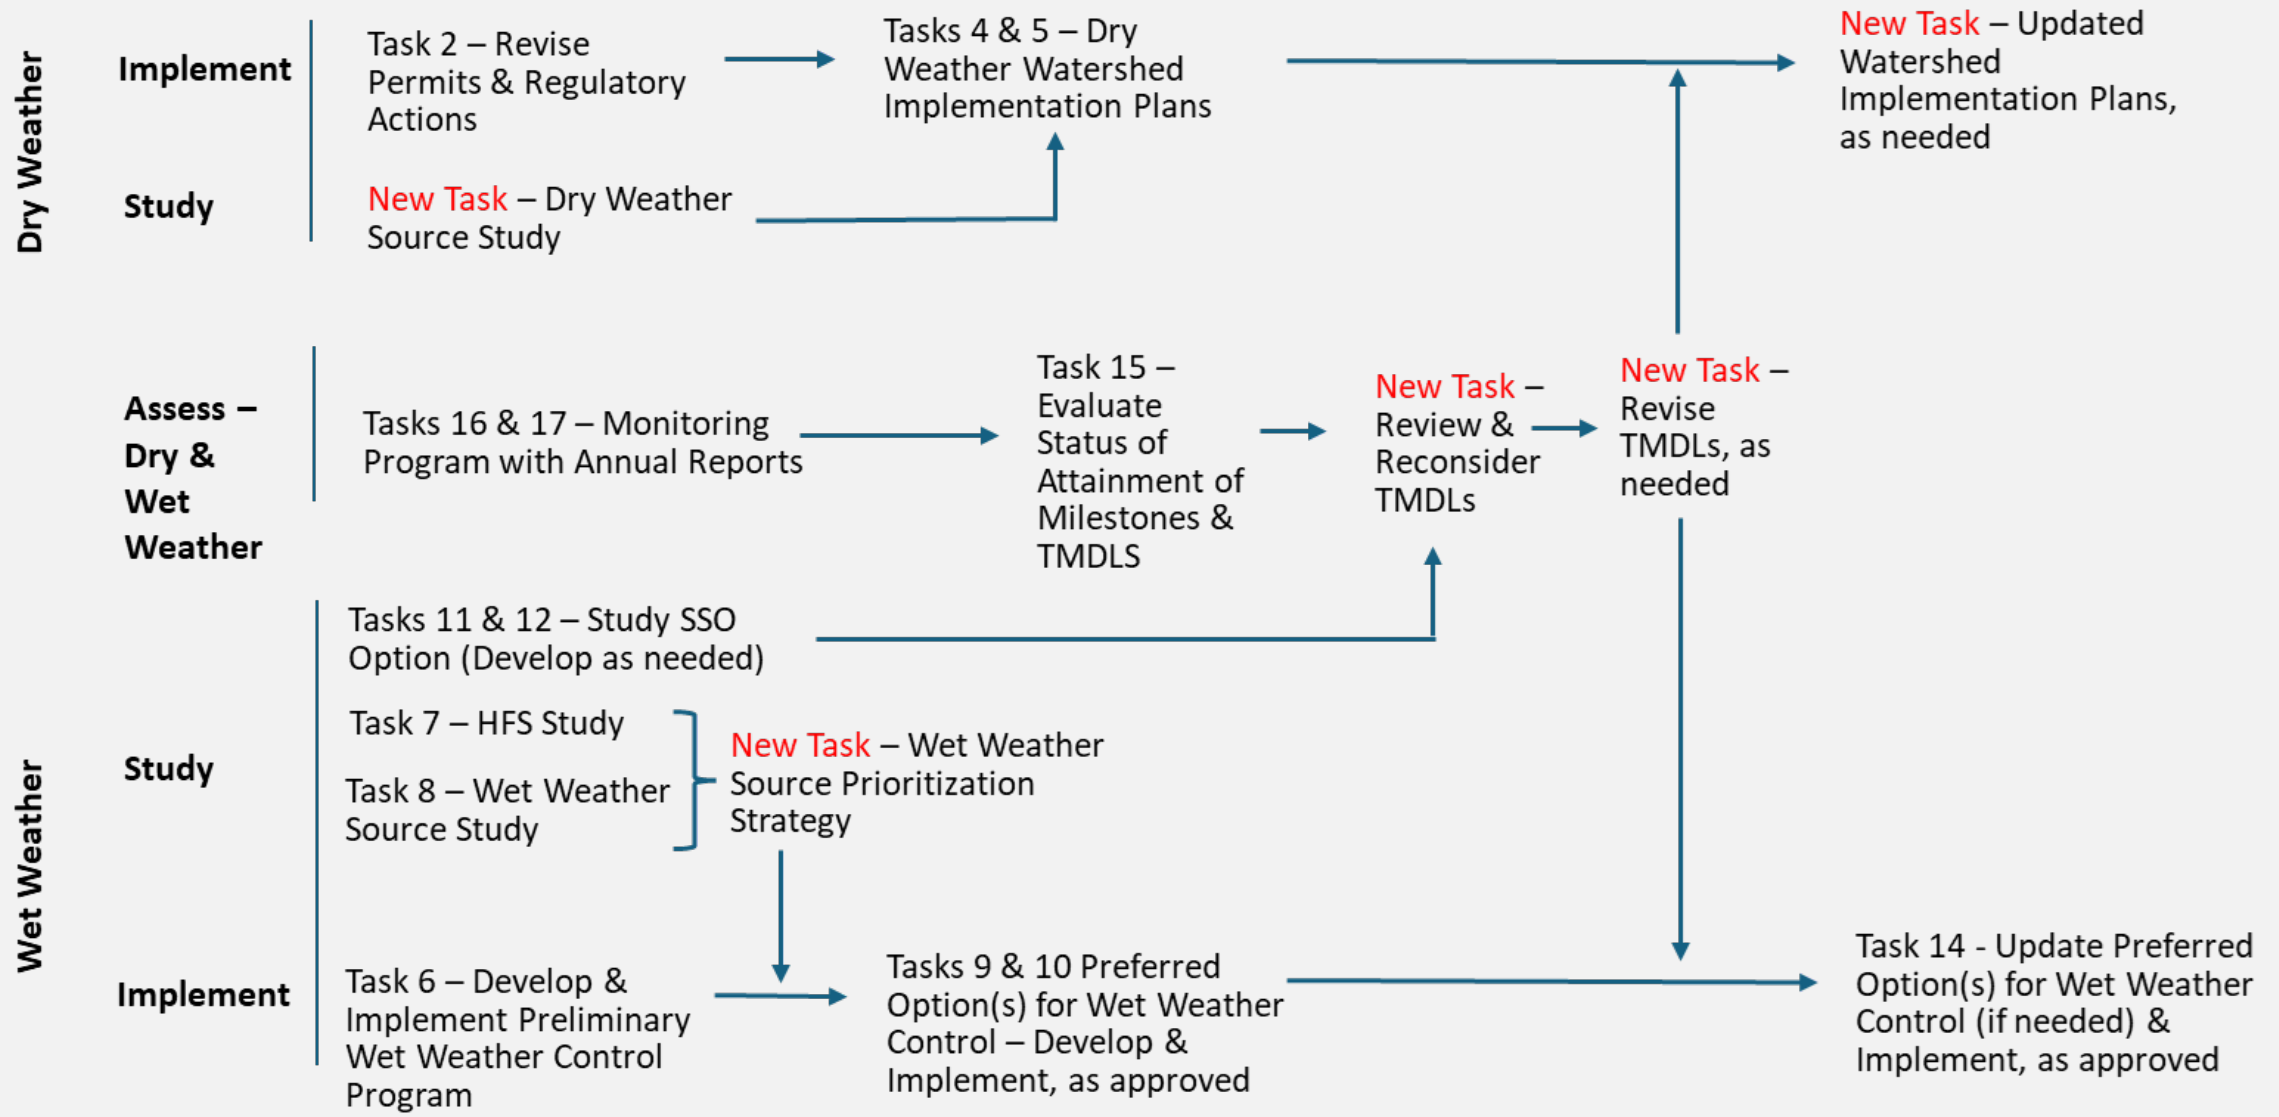 Dry Weather
Implement
Task 2 – Revise
Permits & Regulatory
Actions
Tasks 4 & 5 – Dry
Weather Watershed
Implementation Plans
New Task – Updated
Watershed
Implementation Plans,
as needed
Study
New Task – Dry Weather
Source Study
Assess –
Dry &
Wet
Weather
Tasks 16 & 17 – Monitoring
Program with Annual Reports
Task 15 –
Evaluate
Status of
Attainment of
Milestones &
TMDLS
New Task –
Review &
Reconsider
TMDLs
New Task –
Revise
TMDLs, as
needed
Wet Weather
Study
Tasks 11 & 12 – Study SSO
Option (Develop as needed)
Task 7 – HFS Study
Task 8 – Wet Weather
Source Study
New Task – Wet Weather
Source Prioritization
Strategy
Implement
Task 6 – Develop &
Implement Preliminary
Wet Weather Control
Program
Tasks 9 & 10 Preferred
Option(s) for Wet Weather
Control – Develop &
Implement, as approved
Task 14 - Update Preferred
Option(s) for Wet Weather
Control (if needed) &
Implement, as approved